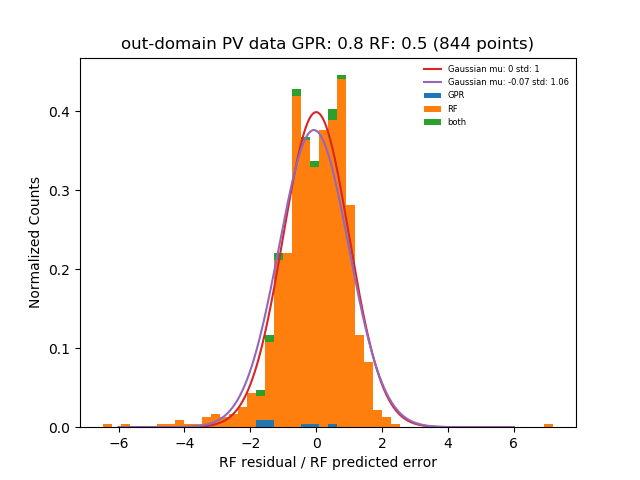 out-domain PV data GPR: 0.8 RF: 0.5 (844 points)
Gaussian mu: 0 std: 1
Gaussian mu: -0.07 std: 1.06
GPR
RF
both
Normalized Counts
0.4
0.3
0.2
0.1
0.0
−6 −4 −2 0 2 4 6
RF residual / RF predicted error